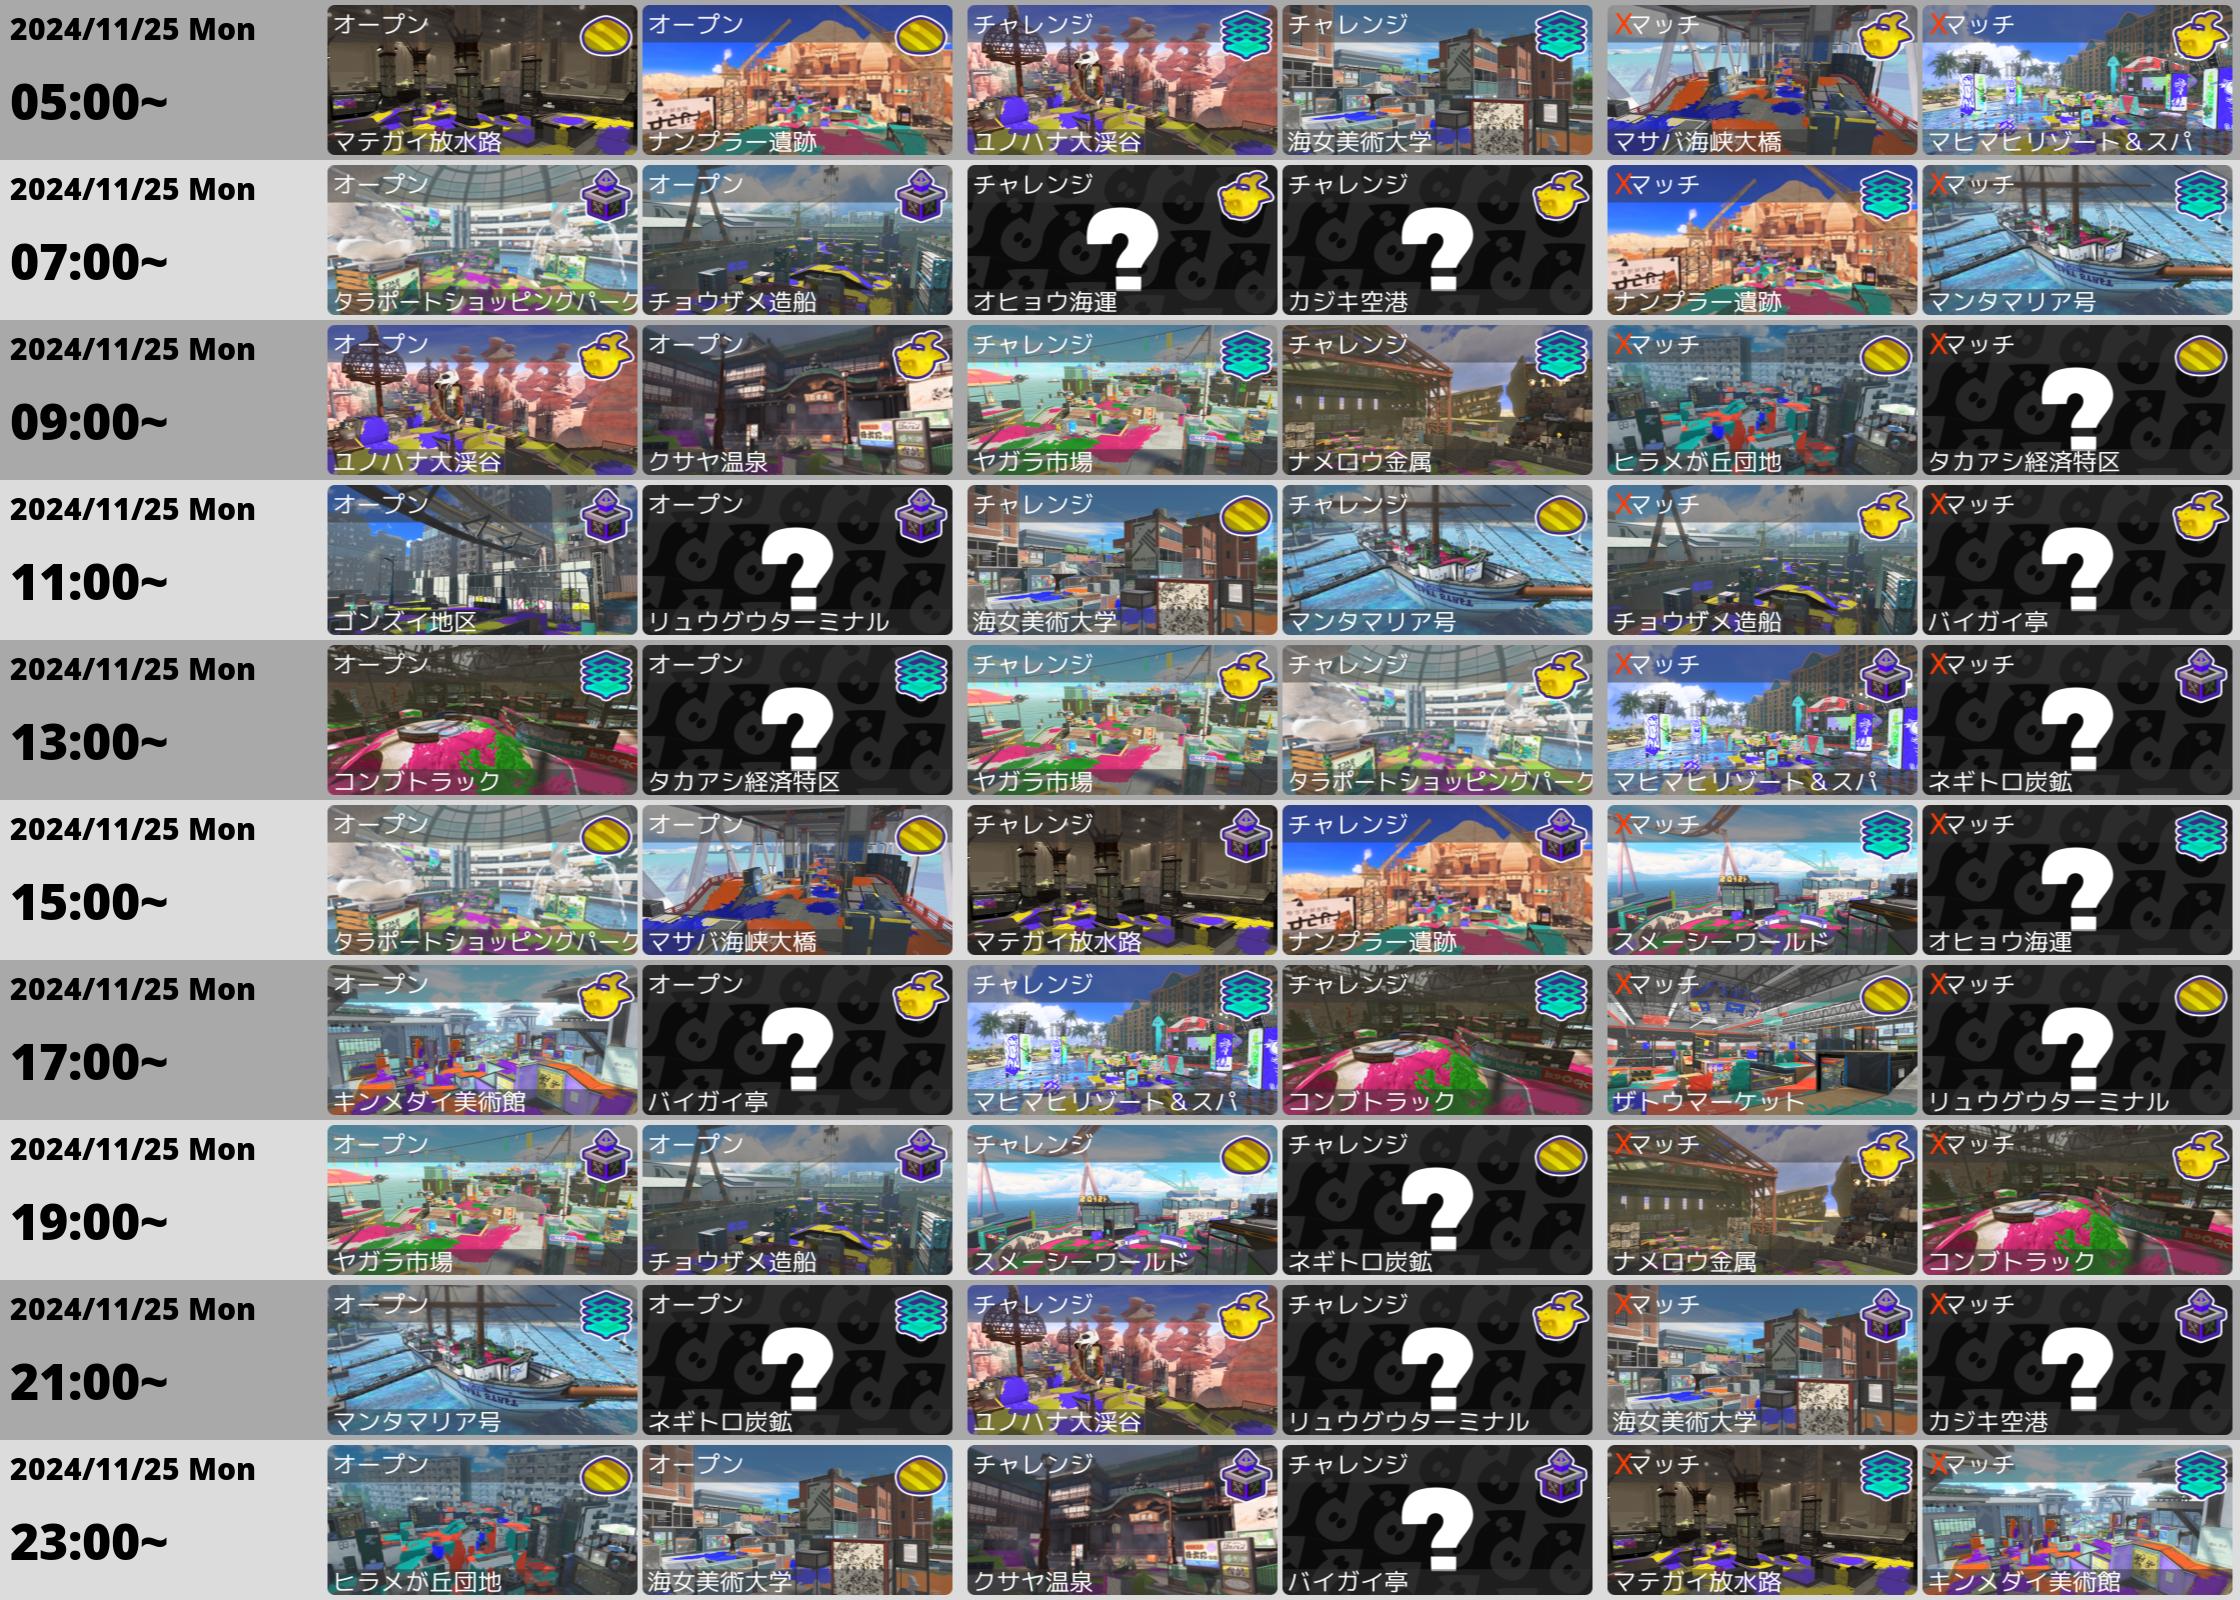 2024/11/25 Mon
05:00~
オープン
マテガイ放水路
オープン
ナンプラー遺跡
チャレンジ
ユノハナ大渓谷
チャレンジ
海女美術大学
Xマッチ
マサバ海峡大橋
Xマッチ
マヒマヒリゾート&スパ
2024/11/25 Mon
07:00~
オープン
タラポートショッピングパーク
オープン
チョウザメ造船
チャレンジ
?
オヒョウ海運
チャレンジ
?
カジキ空港
Xマッチ
ナンプラー遺跡
Xマッチ
マンタマリア号
2024/11/25 Mon
09:00~
オープン
ユノハナ大渓谷
オープン
クサヤ温泉
チャレンジ
ヤガラ市場
チャレンジ
ナメロウ金属
Xマッチ
ヒラメが丘団地
Xマッチ
?
タカアシ経済特区
2024/11/25 Mon
11:00~
オープン
ゴンズイ地区
オープン
?
リュウグウターミナル
チャレンジ
海女美術大学
チャレンジ
マンタマリア号
Xマッチ
チョウザメ造船
Xマッチ
?
バイガイ亭
2024/11/25 Mon
13:00~
オープン
コンブトラック
オープン
?
タカアシ経済特区
チャレンジ
ヤガラ市場
チャレンジ
タラポートショッピングパーク
Xマッチ
マヒマヒリゾート&スパ
Xマッチ
?
ネギトロ炭鉱
2024/11/25 Mon
15:00~
オープン
タラポートショッピングパーク
オープン
マサバ海峡大橋
チャレンジ
マテガイ放水路
チャレンジ
ナンプラー遺跡
Xマッチ
スメーシーワールド
Xマッチ
?
オヒョウ海運
2024/11/25 Mon
17:00~
オープン
キンメダイ美術館
オープン
?
バイガイ亭
チャレンジ
マヒマヒリゾート&スパ
チャレンジ
コンブトラック
Xマッチ
ザトウマーケット
Xマッチ
?
リュウグウターミナル
2024/11/25 Mon
19:00~
オープン
ヤガラ市場
オープン
チョウザメ造船
チャレンジ
スメーシーワールド
チャレンジ
?
ネギトロ炭鉱
Xマッチ
ナメロウ金属
Xマッチ
コンブトラック
2024/11/25 Mon
21:00~
オープン
マンタマリア号
オープン
?
ネギトロ炭鉱
チャレンジ
ユノハナ大渓谷
チャレンジ
?
リュウグウターミナル
Xマッチ
海女美術大学
Xマッチ
?
カジキ空港
2024/11/25 Mon
23:00~
オープン
ヒラメが丘団地
オープン
海女美術大学
チャレンジ
クサヤ温泉
チャレンジ
?
バイガイ亭
Xマッチ
マテガイ放水路
Xマッチ
キンメダイ美術館